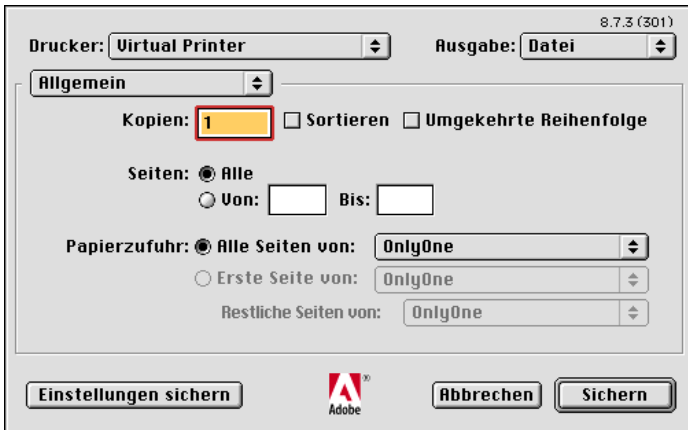 8.7.3 (301)
Drucker: Virtual Printer Ausgabe: Datei
Allgemein
Kopien: 1 Sortieren Umgekehrte Reihenfolge
Seiten: Alle
Von: Bis:
Papierzufuhr: Alle Seiten von: OnlyOne
Erste Seite von: OnlyOne
Restliche Seiten von: OnlyOne
Einstellungen sichern Adobe® Abbrechen Sichern